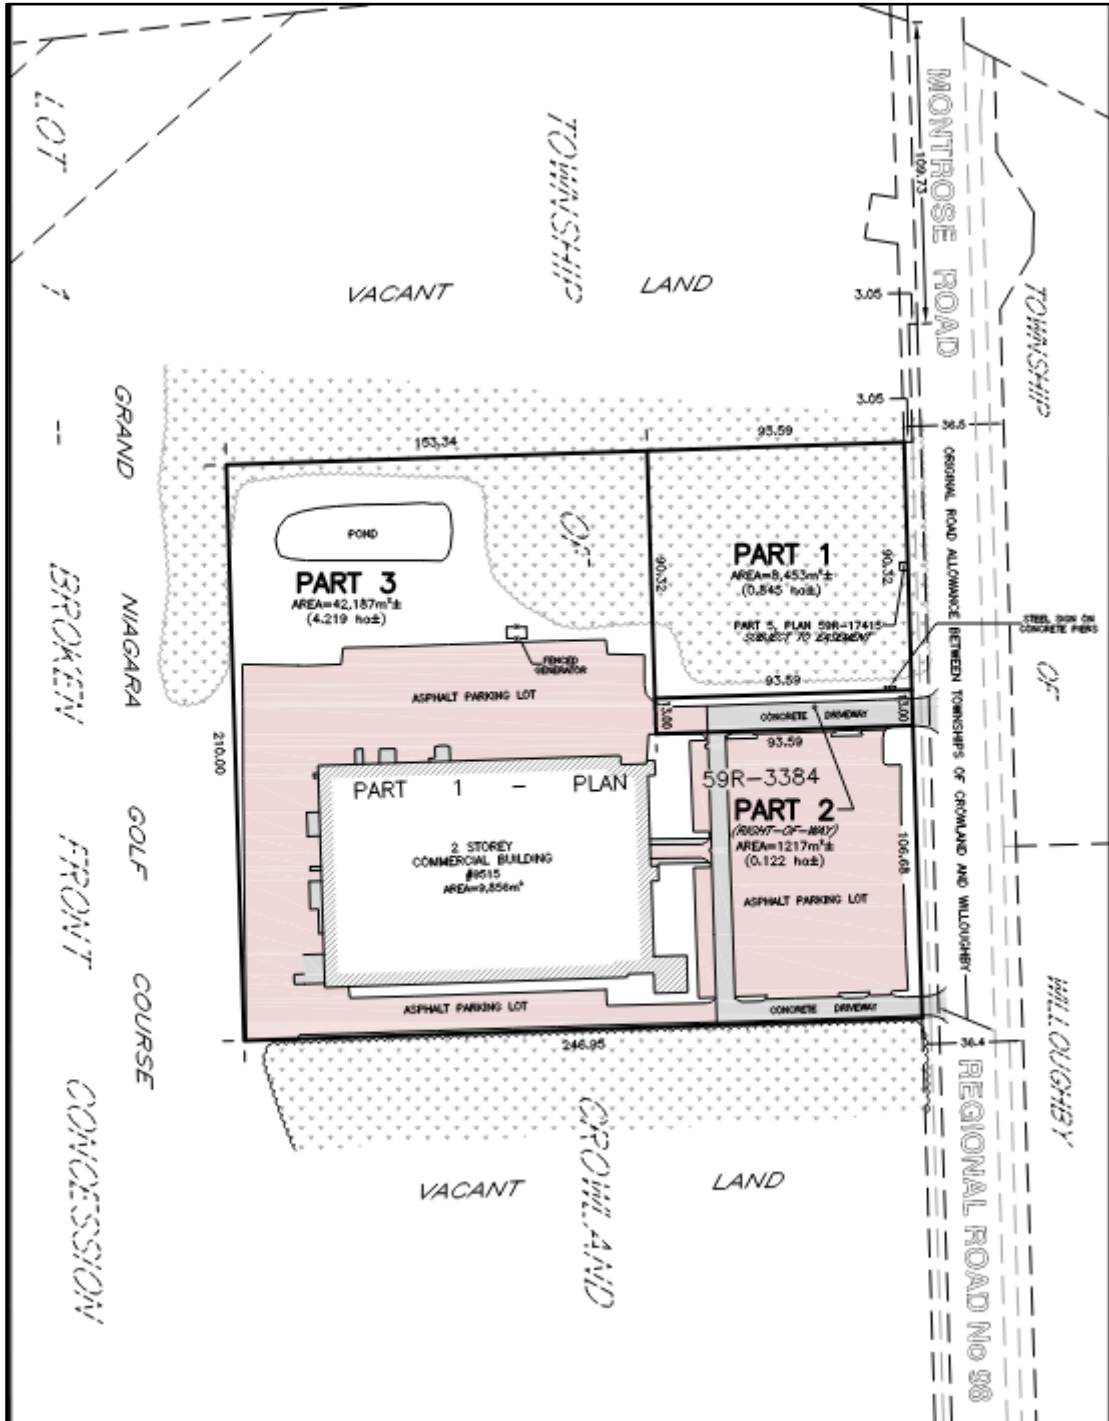 MONTROSE ROAD
109.73
LOT 1 -- BROKEN FRONT CONCESSION
TOWNSHIP OF CROWLAND
TOWNSHIP OF WILLOUGHBY
VACANT LAND
3.05
3.05
36.5
GRAND NIAGARA GOLF COURSE
153.34
93.59
ORIGINAL ROAD ALLOWANCE BETWEEN TOWNSHIPS OF CROWLAND AND WILLOUGHBY
POND
PART 3
AREA=42,187m²±
(4.219 ha±)
PART 1
AREA=8,453m²±
(0.845 ha±)
90.32
90.32
PART 5, PLAN 59R-17415
SUBJECT TO EASEMENT
STEEL SIGN ON
CONCRETE PIERS
FENCED
GENERATOR
93.59
ASPHALT PARKING LOT
13.00
13.00
CONCRETE DRIVEWAY
93.59
210.00
PART 1 - PLAN 59R-3384
PART 2
(RIGHT-OF-WAY)
AREA=1217m²±
(0.122 ha±)
106.68
2 STOREY
COMMERCIAL BUILDING
#9515
AREA=9,856m²
ASPHALT PARKING LOT
ASPHALT PARKING LOT
CONCRETE DRIVEWAY
246.95
36.4
REGIONAL ROAD No 98
VACANT LAND